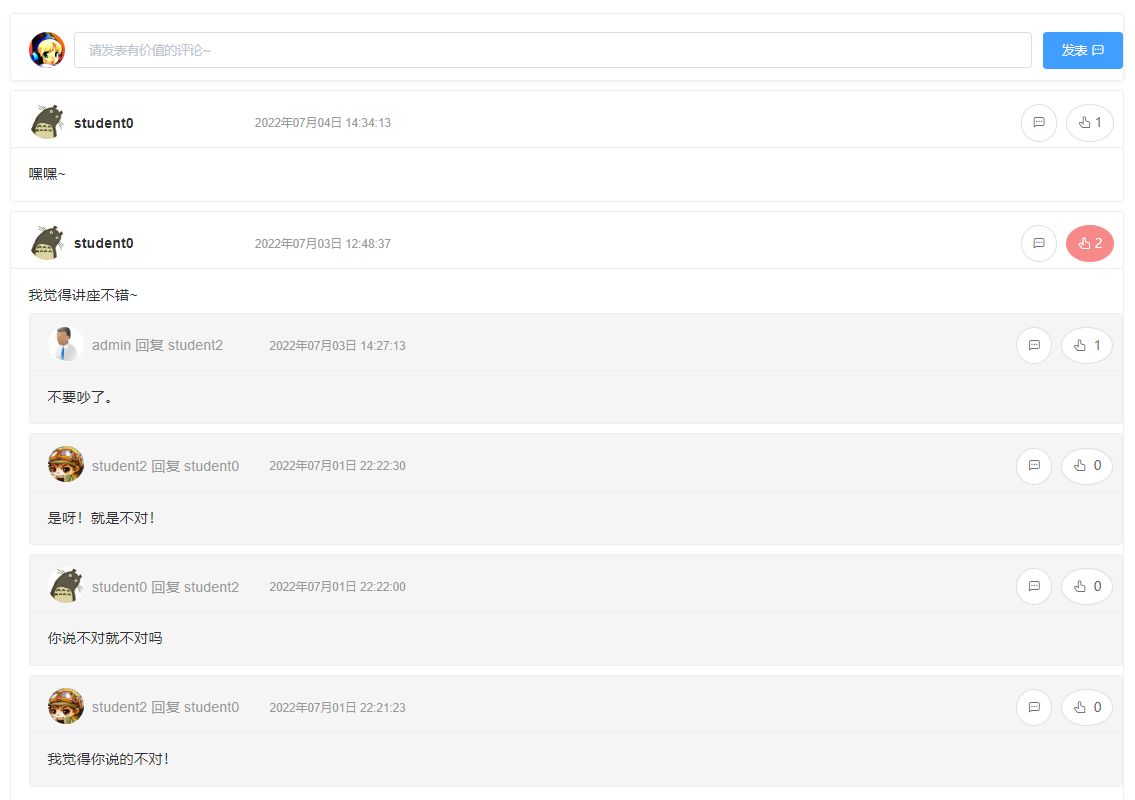 请发表有价值的评论~ 发表
student0 2022年07月04日 14:34:13 1
嘿嘿~
student0 2022年07月03日 12:48:37 2
我觉得讲座不错~
admin 回复 student2 2022年07月03日 14:27:13 1
不要吵了。
student2 回复 student0 2022年07月01日 22:22:30 0
是呀！就是不对！
student0 回复 student2 2022年07月01日 22:22:00 0
你说不对就不对吗
student2 回复 student0 2022年07月01日 22:21:23 0
我觉得你说的不对！